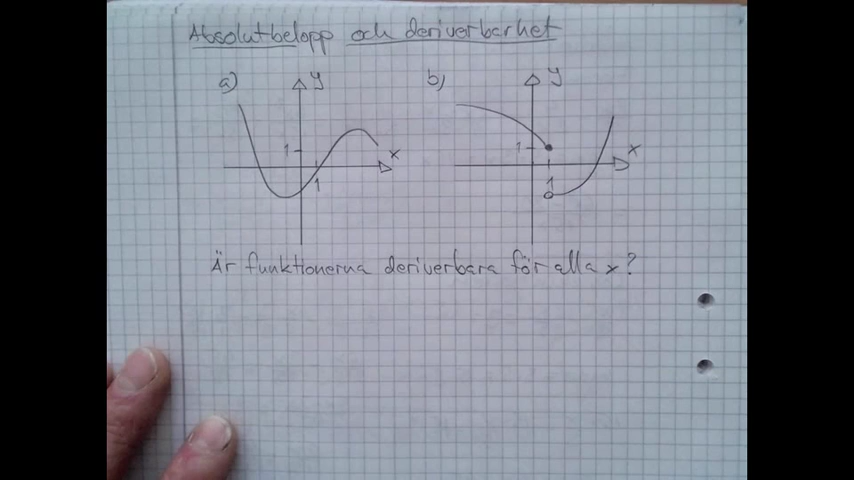 Absolutbelopp och deriverbarhet
a) y b) y
1 x 1 x
1 1
Är funktionerna deriverbara för alla x?